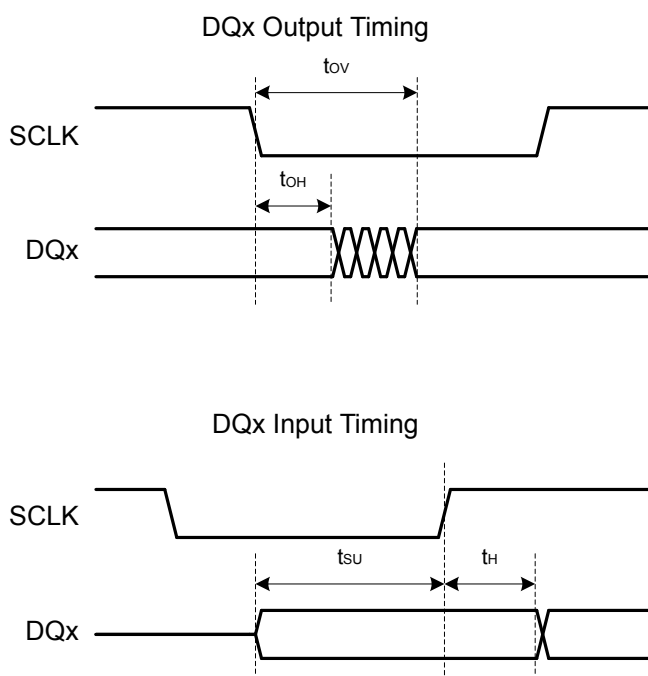 DQx Output Timing
tOV
SCLK
tOH
DQx
DQx Input Timing
SCLK
tSU
tH
DQx